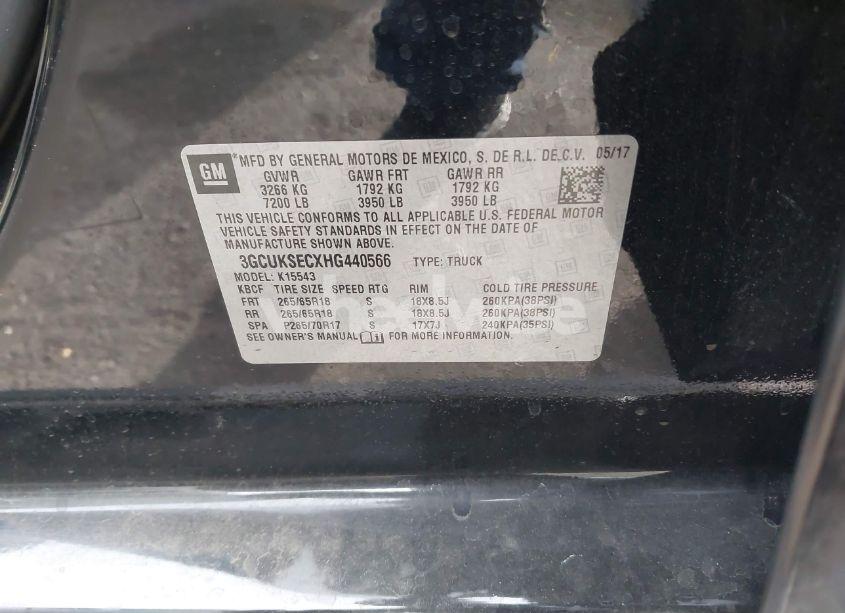 GM *MFD BY GENERAL MOTORS DE MEXICO, S. DE R.L. DE C.V. 05/17
GVWR GAWR FRT GAWR RR
3266 KG 1792 KG 1792 KG
7200 LB 3950 LB 3950 LB
THIS VEHICLE CONFORMS TO ALL APPLICABLE U.S. FEDERAL MOTOR
VEHICLE SAFETY STANDARDS IN EFFECT ON THE DATE OF
MANUFACTURE SHOWN ABOVE.
3GCUKSECXHG440566 TYPE: TRUCK
MODEL: K15543
KBCF TIRE SIZE SPEED RTG RIM COLD TIRE PRESSURE
FRT 265/65R18 S 18X8.5J 260KPA(38PSI)
RR 265/65R18 S 18X8.5J 260KPA(38PSI)
SPA P265/70R17 S 17X7J 240KPA(35PSI)
SEE OWNER'S MANUAL FOR MORE INFORMATION.